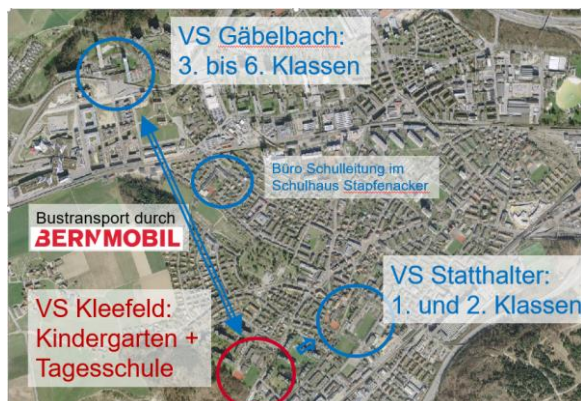 VS Gäbelbach:
3. bis 6. Klassen
Büro Schulleitung im
Schulhaus Stapfenacker
Bustransport durch
BERNMOBIL
VS Statthalter:
1. und 2. Klassen
VS Kleefeld:
Kindergarten +
Tagesschule